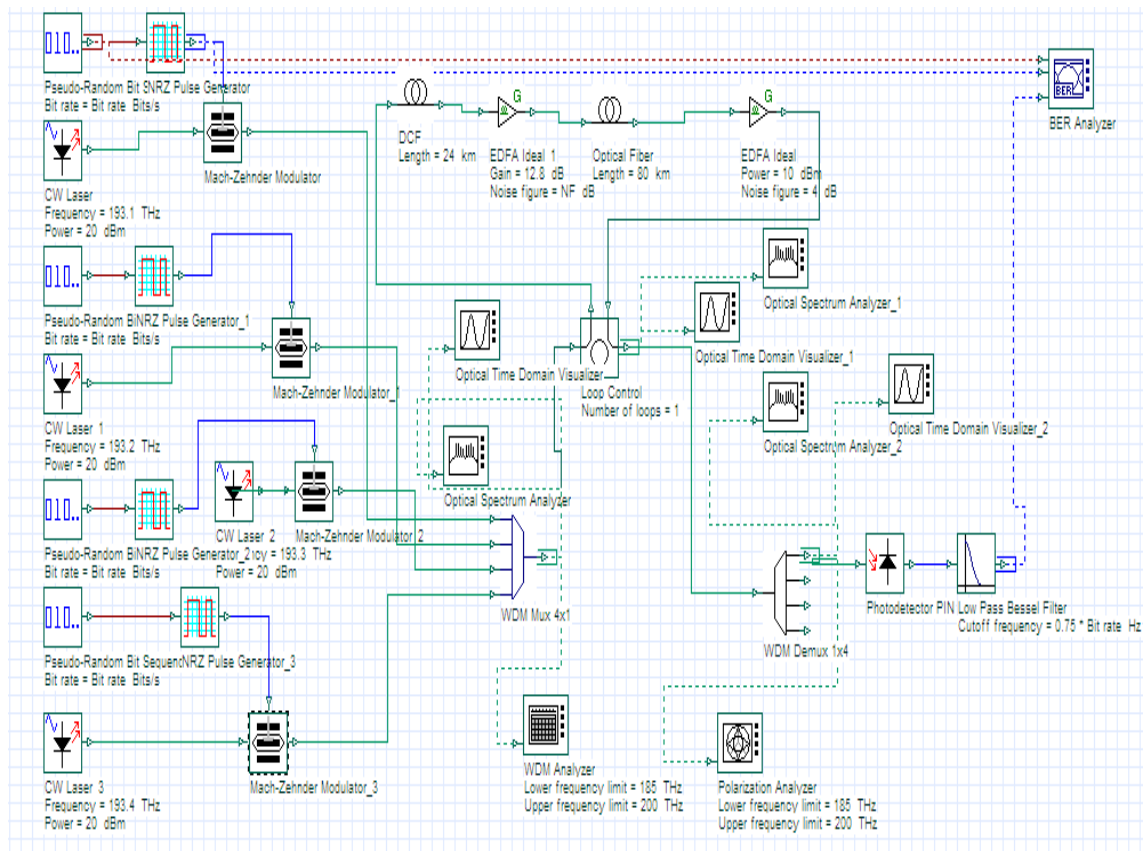 Pseudo-Random Bit S
NRZ Pulse Generator
Bit rate = Bit rate Bits/s
BER
BER Analyzer
DCF
Length = 24 km
G
EDFA Ideal 1
Gain = 12.8 dB
Noise figure = NF dB
Optical Fiber
Length = 80 km
G
EDFA Ideal
Power = 10 dBm
Noise figure = 4 dB
Mach-Zehnder Modulator
CW Laser
Frequency = 193.1 THz
Power = 20 dBm
Pseudo-Random Bi
NRZ Pulse Generator_1
Bit rate = Bit rate Bits/s
Mach-Zehnder Modulator_1
CW Laser 1
Frequency = 193.2 THz
Power = 20 dBm
Optical Time Domain Visualizer
Loop Control
Number of loops = 1
Optical Spectrum Analyzer_1
Optical Time Domain Visualizer_1
Optical Spectrum Analyzer_2
Optical Time Domain Visualizer_2
Optical Spectrum Analyzer
Pseudo-Random Bi
NRZ Pulse Generator_2
Bit rate = Bit rate Bits/s
CW Laser 2
= 193.3 THz
Power = 20 dBm
Mach-Zehnder Modulator_2
WDM Mux 4x1
WDM Demux 1x4
Photodetector PIN
Low Pass Bessel Filter
Cutoff frequency = 0.75 * Bit rate Hz
Pseudo-Random Bit Sequen
NRZ Pulse Generator_3
Bit rate = Bit rate Bits/s
CW Laser 3
Frequency = 193.4 THz
Power = 20 dBm
Mach-Zehnder Modulator_3
WDM Analyzer
Lower frequency limit = 185 THz
Upper frequency limit = 200 THz
Polarization Analyzer
Lower frequency limit = 185 THz
Upper frequency limit = 200 THz